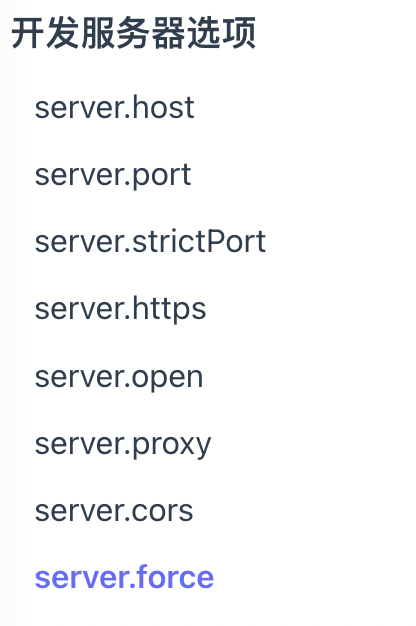 开发服务器选项
server.host
server.port
server.strictPort
server.https
server.open
server.proxy
server.cors
server.force